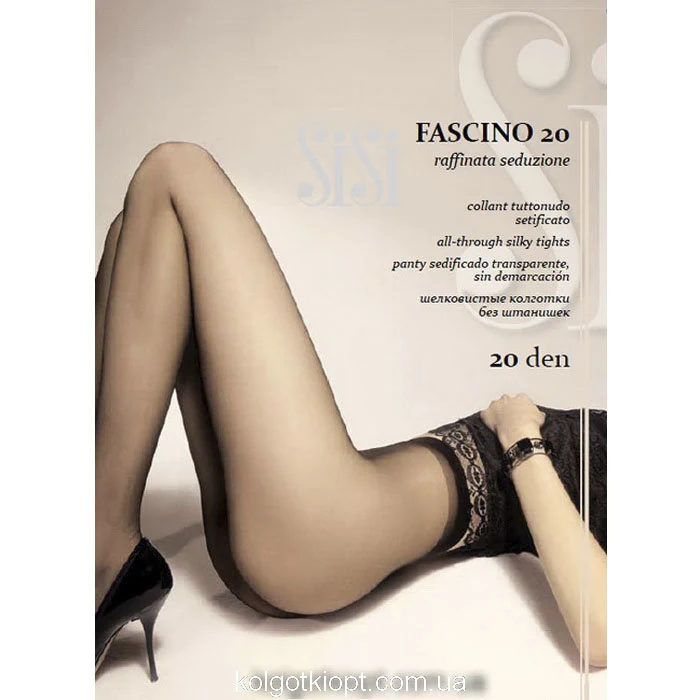 SiSi
FASCINO 20
raffinata seduzione
collant tuttonudo
setificato
all-through silky tights
panty sedificado transparente,
sin demarcación
шелковистые колготки
без штанишек
20 den
Si
kolgotkiopt.com.ua